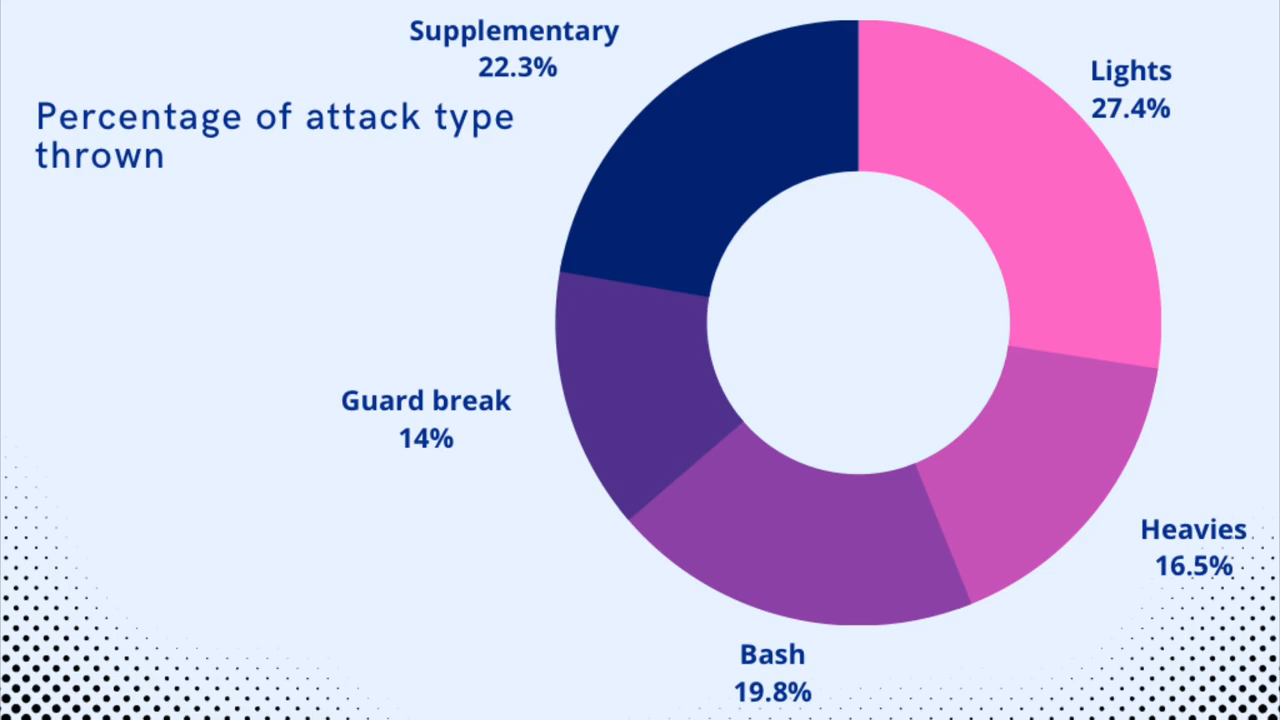 Percentage of attack type
thrown
Supplementary
22.3%
Lights
27.4%
Guard break
14%
Heavies
16.5%
Bash
19.8%